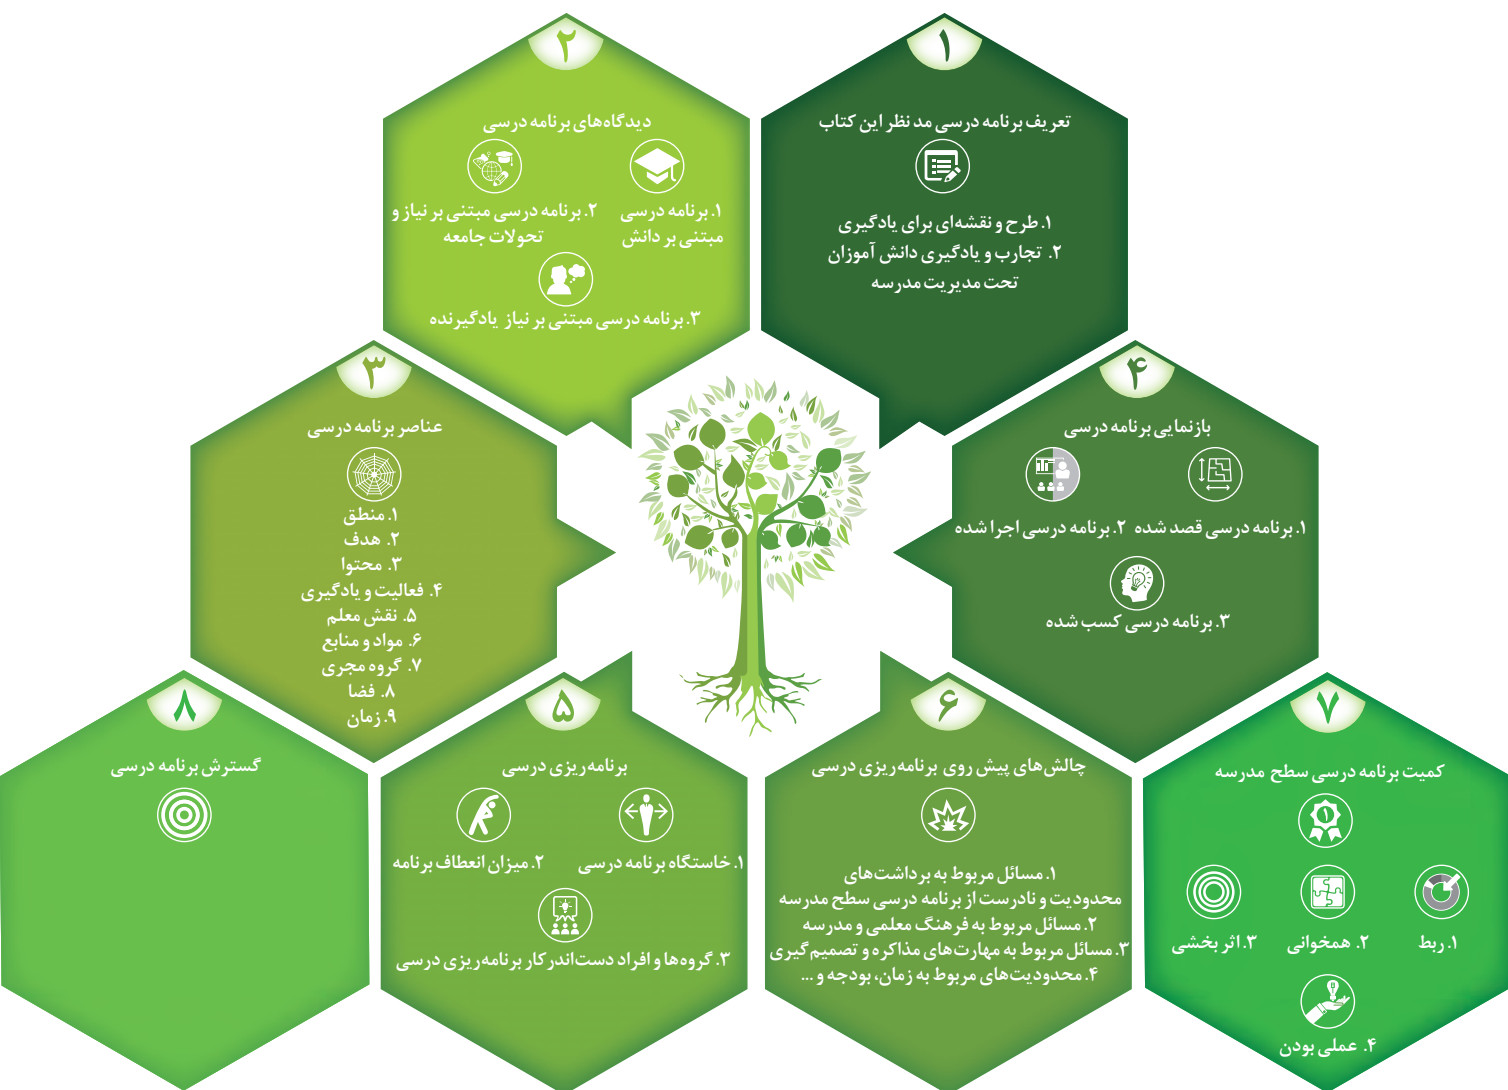 ۱
تعریف برنامه درسی مد نظر این کتاب
۱. طرح و نقشه‌ای برای یادگیری
۲. تجارب و یادگیری دانش آموزان
تحت مدیریت مدرسه
۲
دیدگاه‌های برنامه درسی
۱. برنامه درسی
مبتنی بر دانش
۲. برنامه درسی مبتنی بر نیاز و
تحولات جامعه
۳. برنامه درسی مبتنی بر نیاز یادگیرنده
۳
عناصر برنامه درسی
۱. منطق
۲. هدف
۳. محتوا
۴. فعالیت و یادگیری
۵. نقش معلم
۶. مواد و منابع
۷. گروه مجری
۸. فضا
۹. زمان
۴
بازنمایی برنامه درسی
۱. برنامه درسی قصد شده
۲. برنامه درسی اجرا شده
۳. برنامه درسی کسب شده
۵
برنامه‌ریزی درسی
۱. خاستگاه برنامه درسی
۲. میزان انعطاف برنامه
۳. گروه‌ها و افراد دست‌اندرکار برنامه‌ریزی درسی
۶
چالش‌های پیش روی برنامه‌ریزی درسی
۱. مسائل مربوط به برداشت‌های
محدودیت و نادرست از برنامه درسی سطح مدرسه
۲. مسائل مربوط به فرهنگ معلمی و مدرسه
۳. مسائل مربوط به مهارت‌های مذاکره و تصمیم‌گیری
۴. محدودیت‌های مربوط به زمان، بودجه و ...
۷
کمیت برنامه درسی سطح مدرسه
۱
۱. ربط
۲. همخوانی
۳. اثر بخشی
۴. عملی بودن
۸
گسترش برنامه درسی